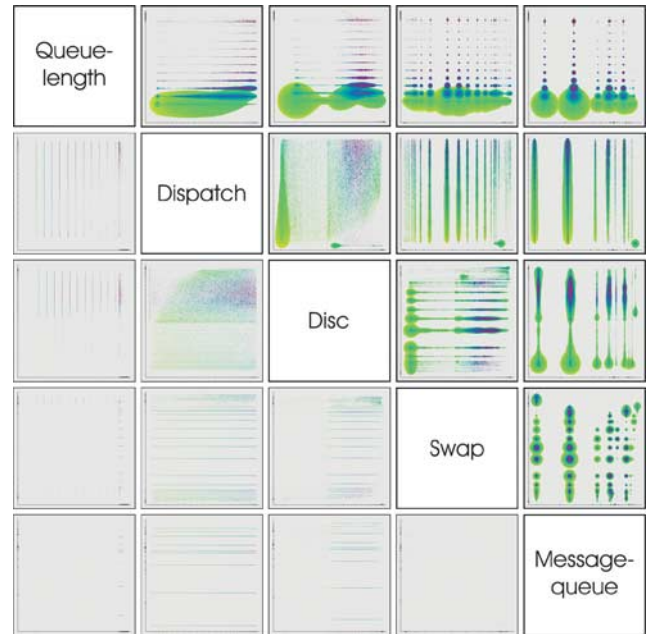 Queue-
length
Dispatch
Disc
Swap
Message-
queue